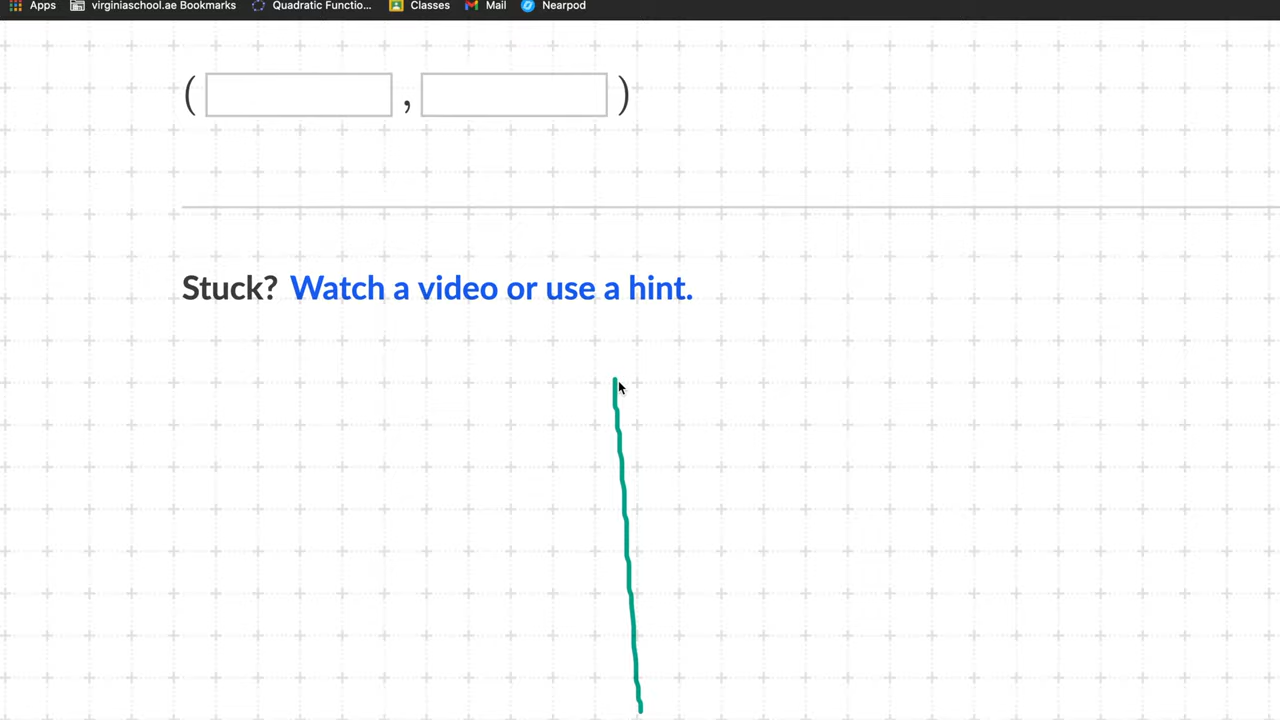 Apps virginiaschool.ae Bookmarks Quadratic Functio... Classes Mail Nearpod
( , )
Stuck? Watch a video or use a hint.